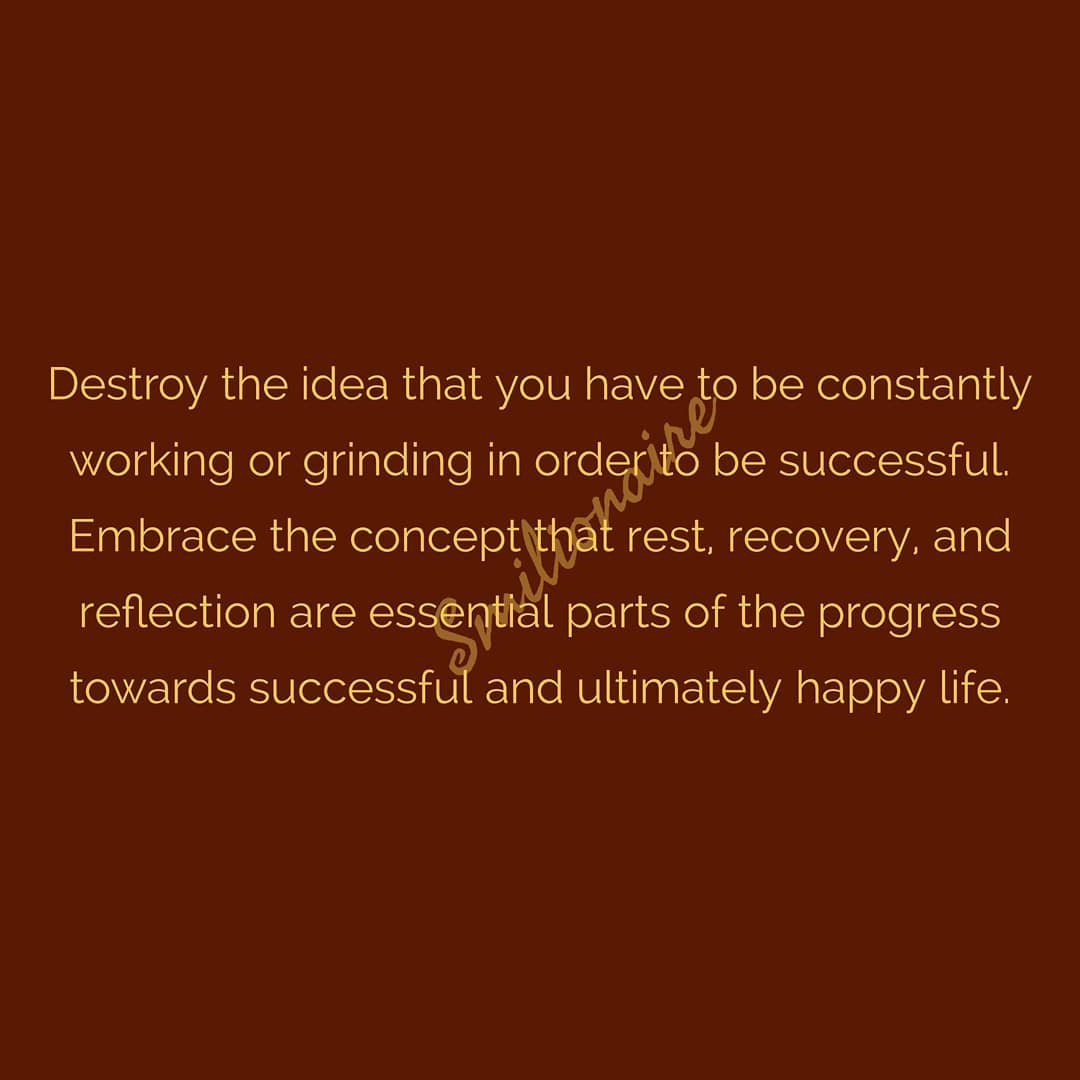 Destroy the idea that you have to be constantly
working or grinding in order to be successful.
Embrace the concept that rest, recovery, and
reflection are essential parts of the progress
towards successful and ultimately happy life.
Smilionaire